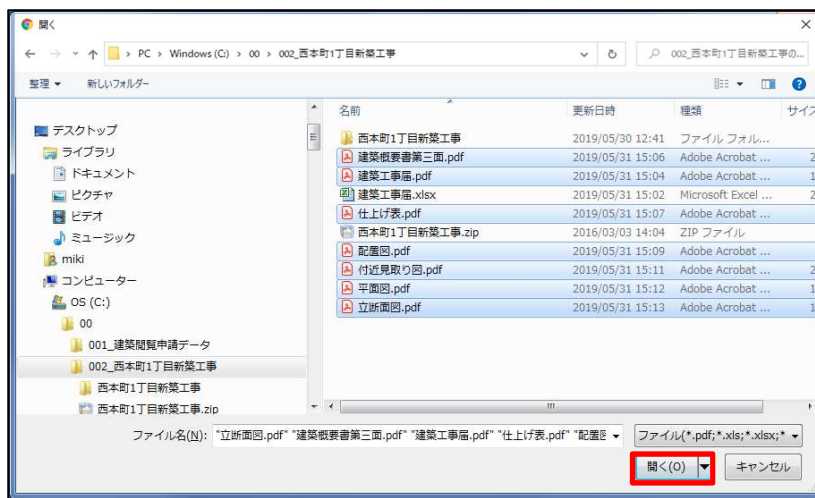 開く
PC › Windows (C:) › 00 › 002_西本町1丁目新築工事
002_西本町1丁目新築工事の...
整理 新しいフォルダー
名前 更新日時 種類 サイズ
デスクトップ
ライブラリ
ドキュメント
ピクチャ
ビデオ
ミュージック
miki
コンピューター
OS (C:)
00
001_建築閲覧申請データ
002_西本町1丁目新築工事
西本町1丁目新築工事
西本町1丁目新築工事.zip
西本町1丁目新築工事 2019/05/30 12:41 ファイル フォル...
建築概要書第三面.pdf 2019/05/31 15:06 Adobe Acrobat ... 2
建築工事届.pdf 2019/05/31 15:04 Adobe Acrobat ... 1
建築工事届.xlsx 2019/05/31 15:02 Microsoft Excel ... 2
仕上げ表.pdf 2019/05/31 15:07 Adobe Acrobat ...
西本町1丁目新築工事.zip 2016/03/03 14:04 ZIP ファイル
配置図.pdf 2019/05/31 15:09 Adobe Acrobat ...
付近見取り図.pdf 2019/05/31 15:11 Adobe Acrobat ... 2
平面図.pdf 2019/05/31 15:12 Adobe Acrobat ... 1
立断面図.pdf 2019/05/31 15:13 Adobe Acrobat ... 1
ファイル名(N): "立断面図.pdf" "建築概要書第三面.pdf" "建築工事届.pdf" "仕上げ表.pdf" "配置図
ファイル(*.pdf;*.xls;*.xlsx;*
開く(O) キャンセル